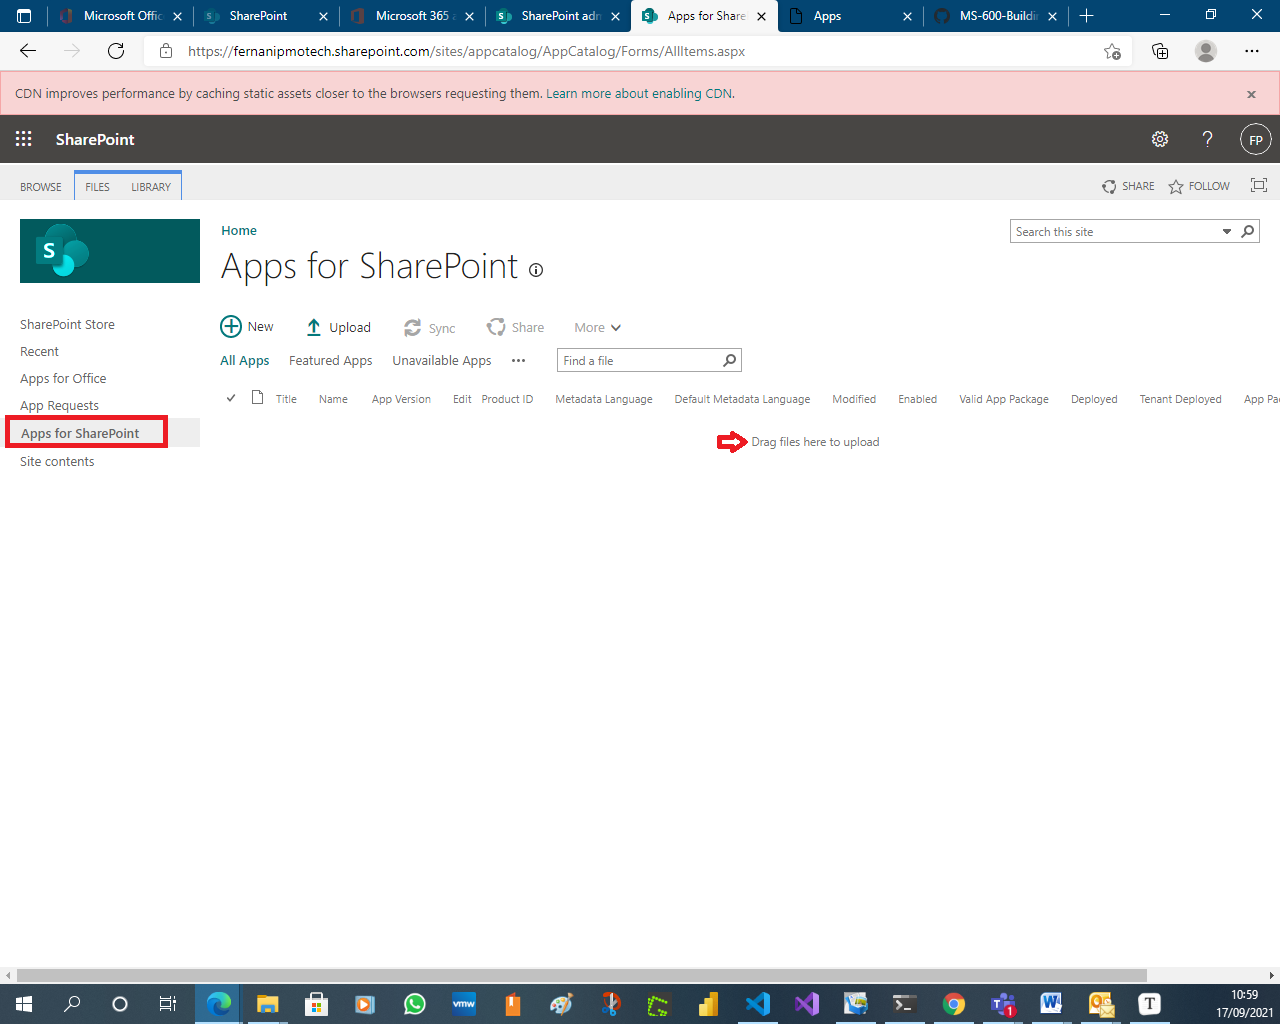 Microsoft Offic
SharePoint
Microsoft 365 a
SharePoint adm
Apps for Share
Apps
MS-600-Buildin
https://fernanipmotech.sharepoint.com/sites/appcatalog/AppCatalog/Forms/AllItems.aspx
CDN improves performance by caching static assets closer to the browsers requesting them. Learn more about enabling CDN.
SharePoint
FP
BROWSE FILES LIBRARY
SHARE FOLLOW
S
Home
Search this site
Apps for SharePoint
SharePoint Store
Recent
Apps for Office
App Requests
Apps for SharePoint
Site contents
New Upload Sync Share More
All Apps Featured Apps Unavailable Apps ••• Find a file
Title Name App Version Edit Product ID Metadata Language Default Metadata Language Modified Enabled Valid App Package Deployed Tenant Deployed App Pa
Drag files here to upload
vmw
1
W
T
10:59
17/09/2021